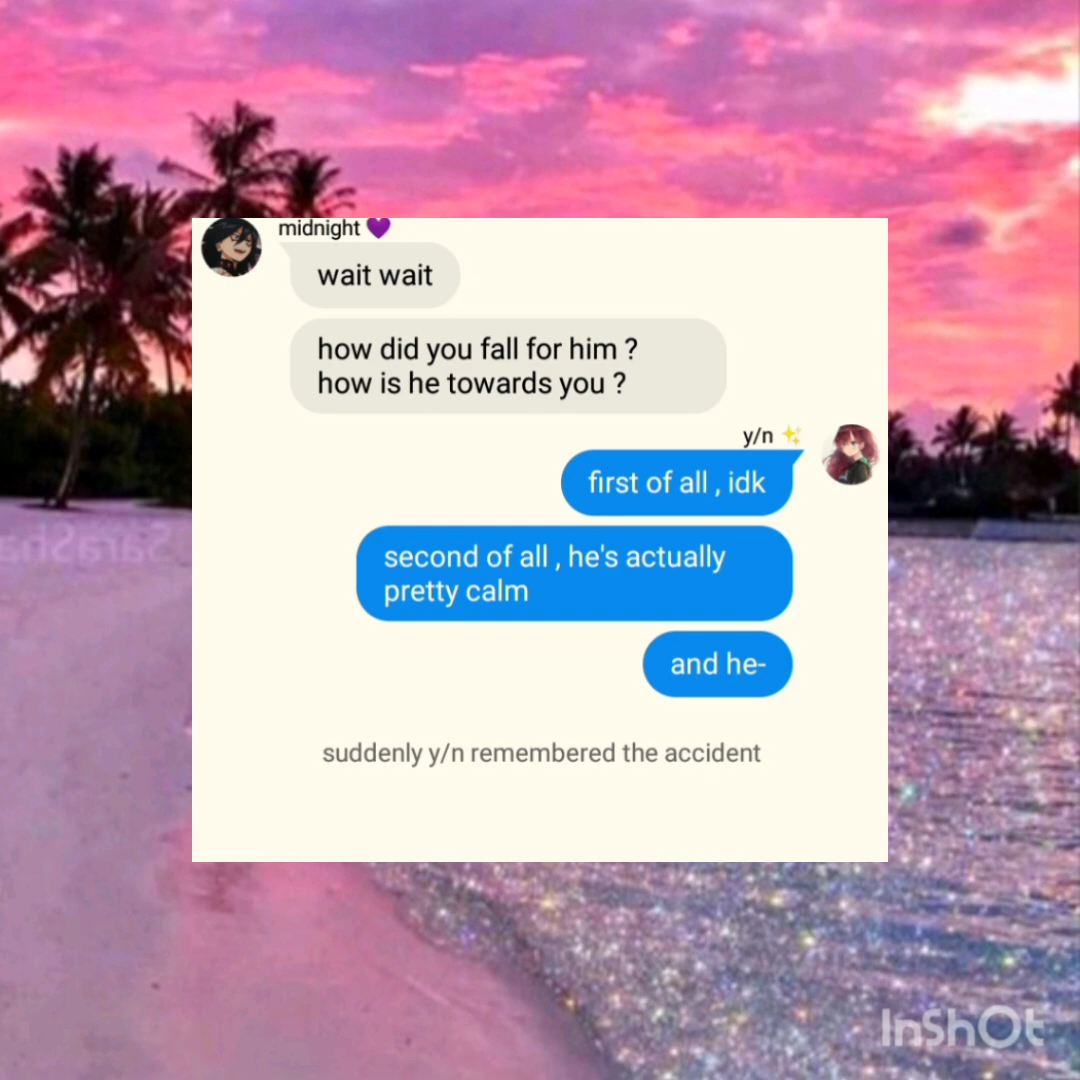 midnight 💜
wait wait
how did you fall for him ?
how is he towards you ?
y/n ✨
first of all , idk
second of all , he's actually
pretty calm
and he-
suddenly y/n remembered the accident
InShOt